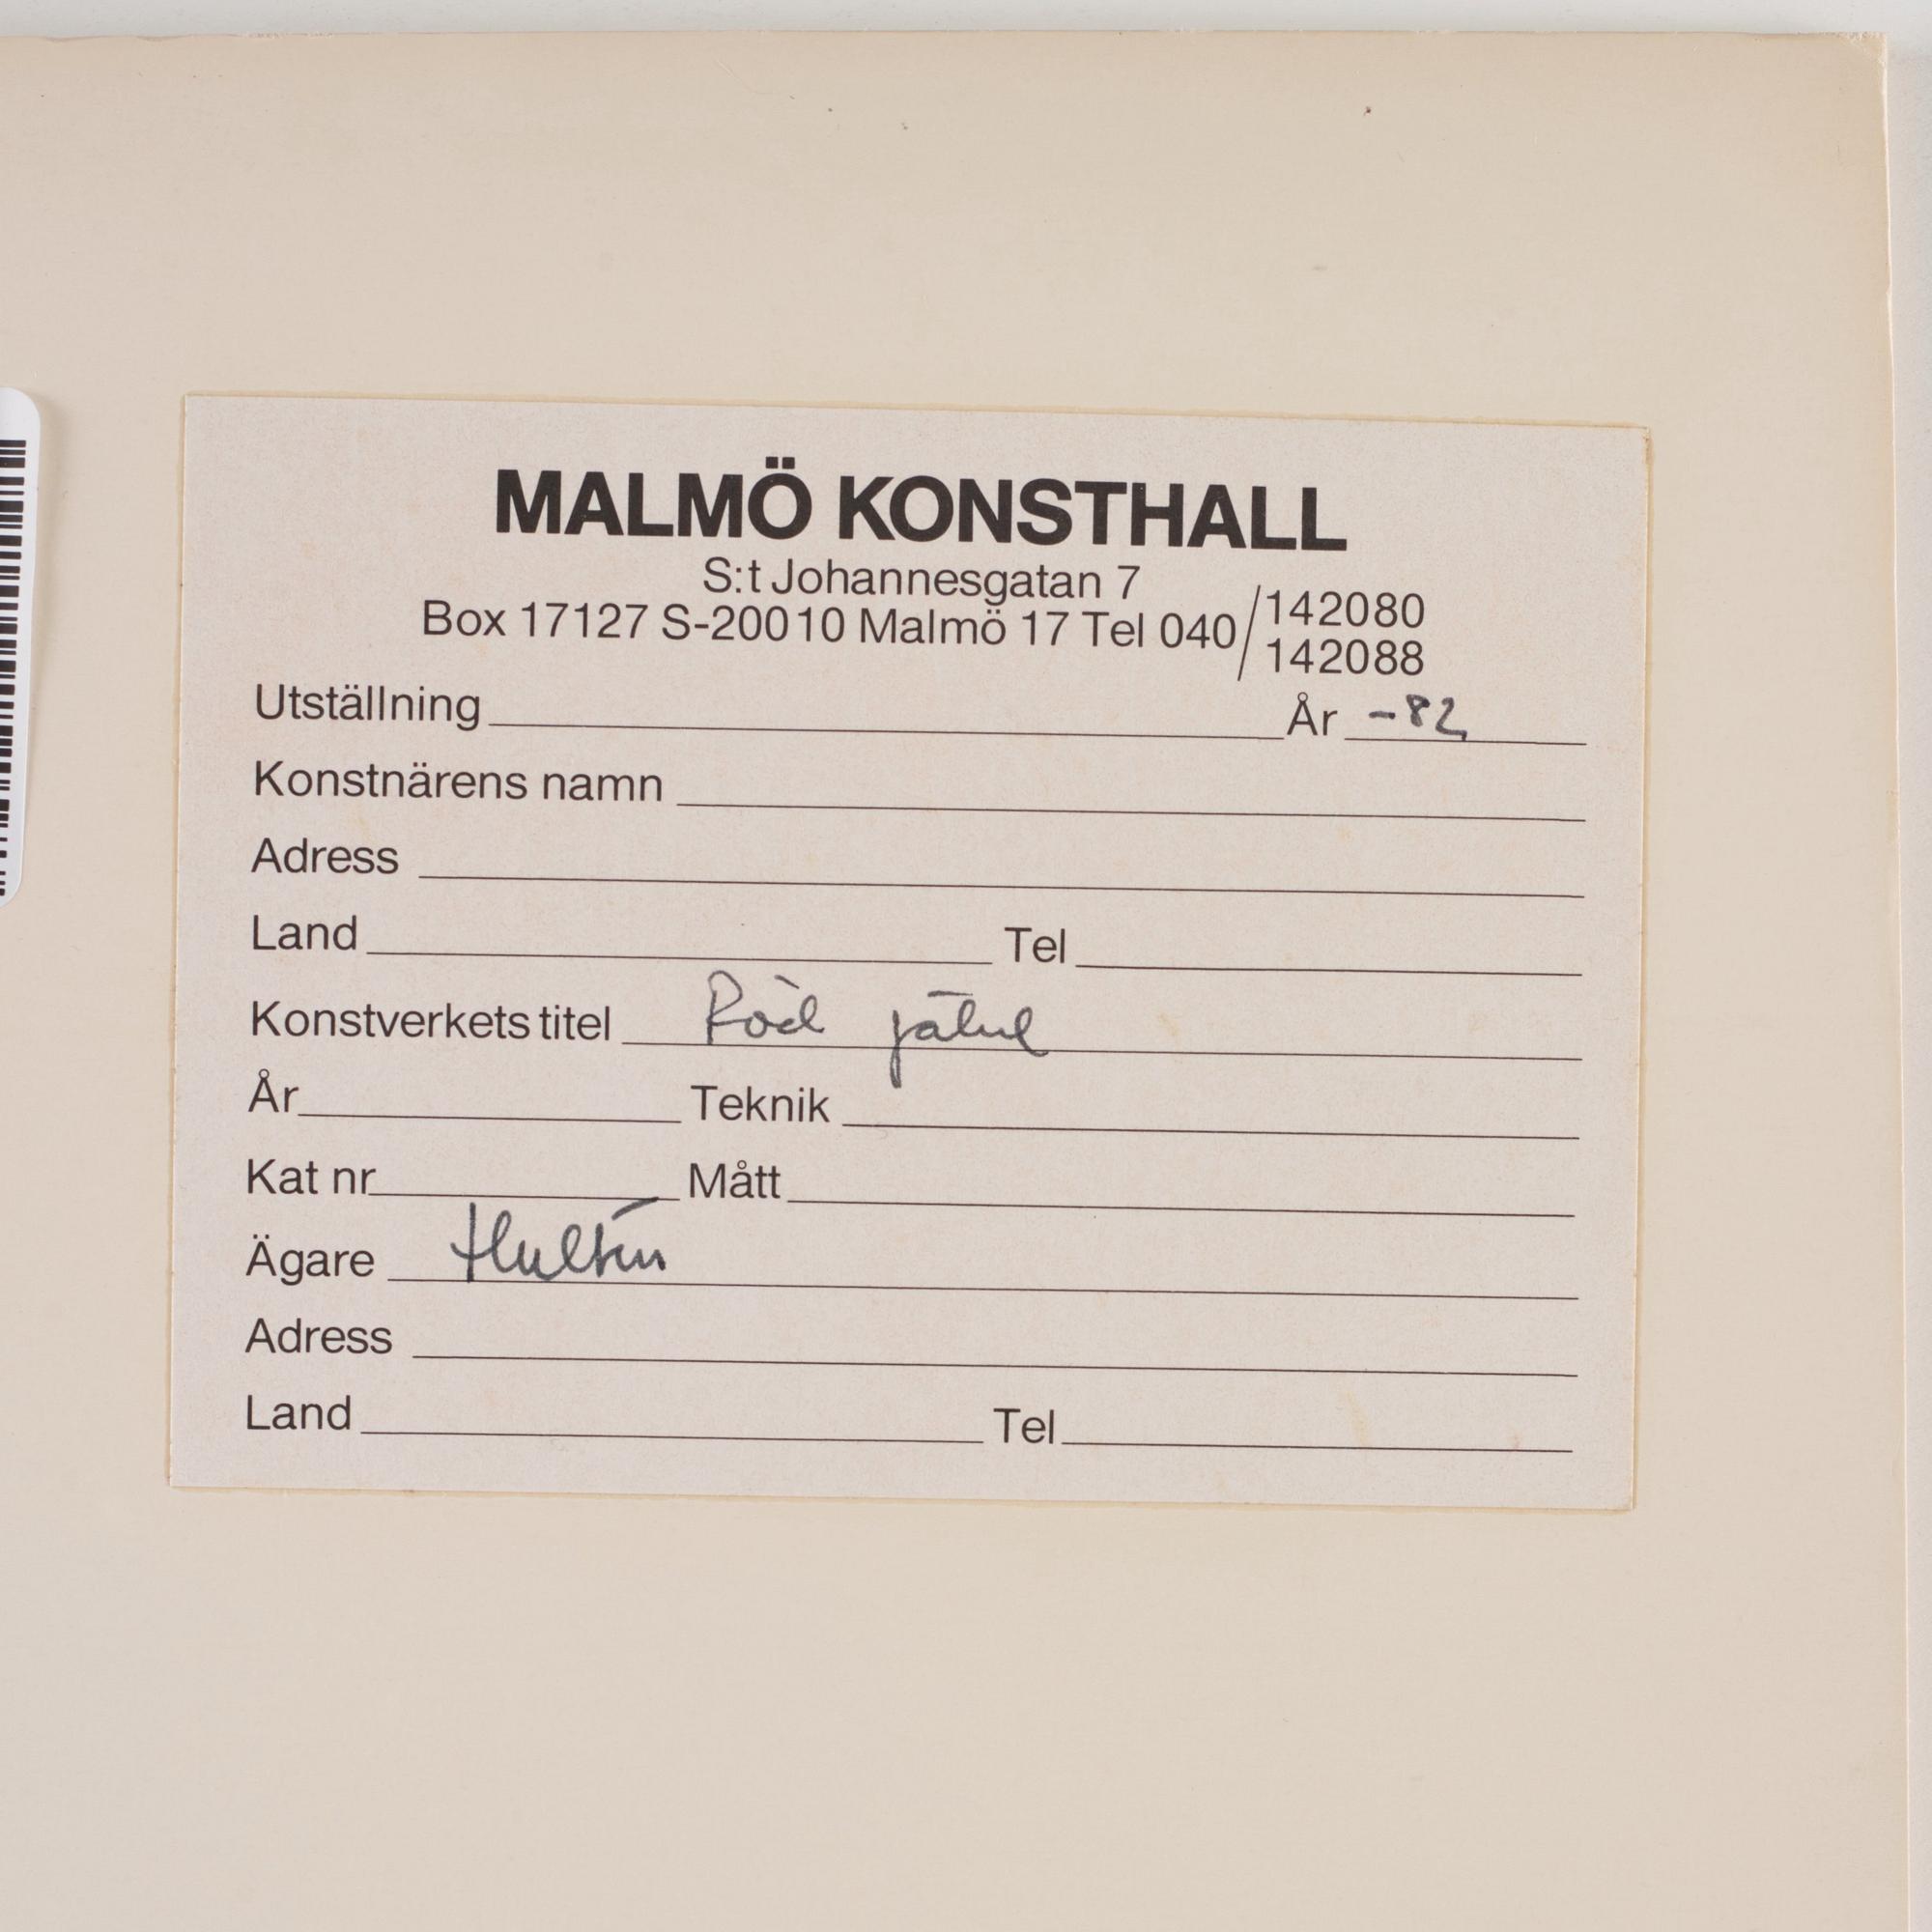 MALMÖ KONSTHALL
S:t Johannesgatan 7
Box 17127 S-20010 Malmö 17 Tel 040/142080
142088
Utställning År -82
Konstnärens namn
Adress
Land Tel
Konstverkets titel Röd
År Teknik
Kat nr Mått
Ägare Hultén
Adress
Land Tel